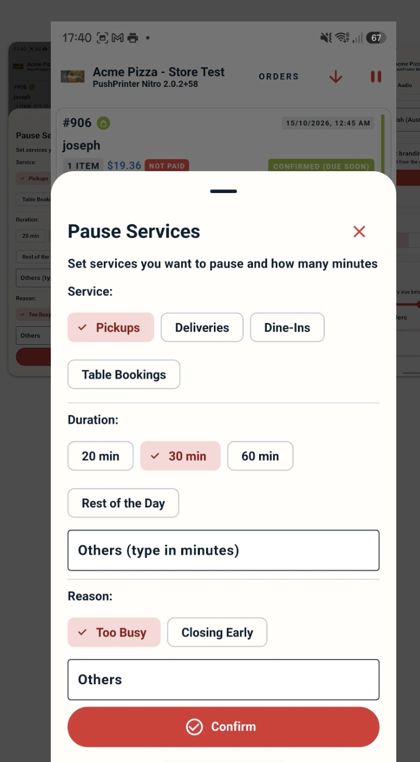 17:40
67
Acme Pizza - Store Test
PushPrinter Nitro 2.0.2+58
ORDERS
#906
15/10/2026, 12:45 AM
joseph
1 ITEM $19.36 NOT PAID
CONFIRMED (DUE SOON)
Pause Services
Set services you want to pause and how many minutes
Service:
Pickups
Deliveries
Dine-Ins
Table Bookings
Duration:
20 min
30 min
60 min
Rest of the Day
Others (type in minutes)
Reason:
Too Busy
Closing Early
Others
Confirm